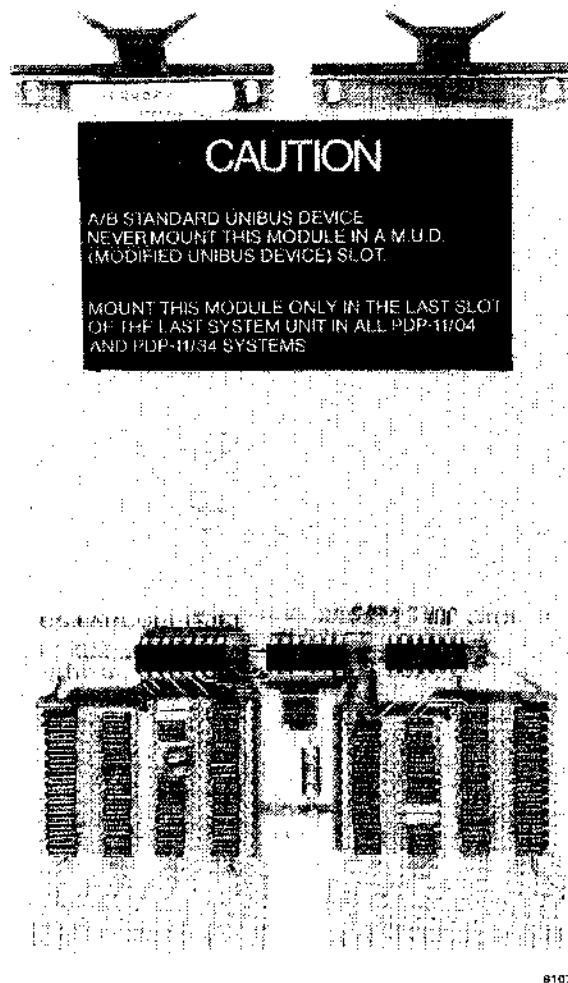 CAUTION
A/B STANDARD UNIBUS DEVICE
NEVER MOUNT THIS MODULE IN A M.U.D.
(MODIFIED UNIBUS DEVICE) SLOT.
MOUNT THIS MODULE ONLY IN THE LAST SLOT
OF THE LAST SYSTEM UNIT IN ALL PDP-11/04
AND PDP-11/34 SYSTEMS